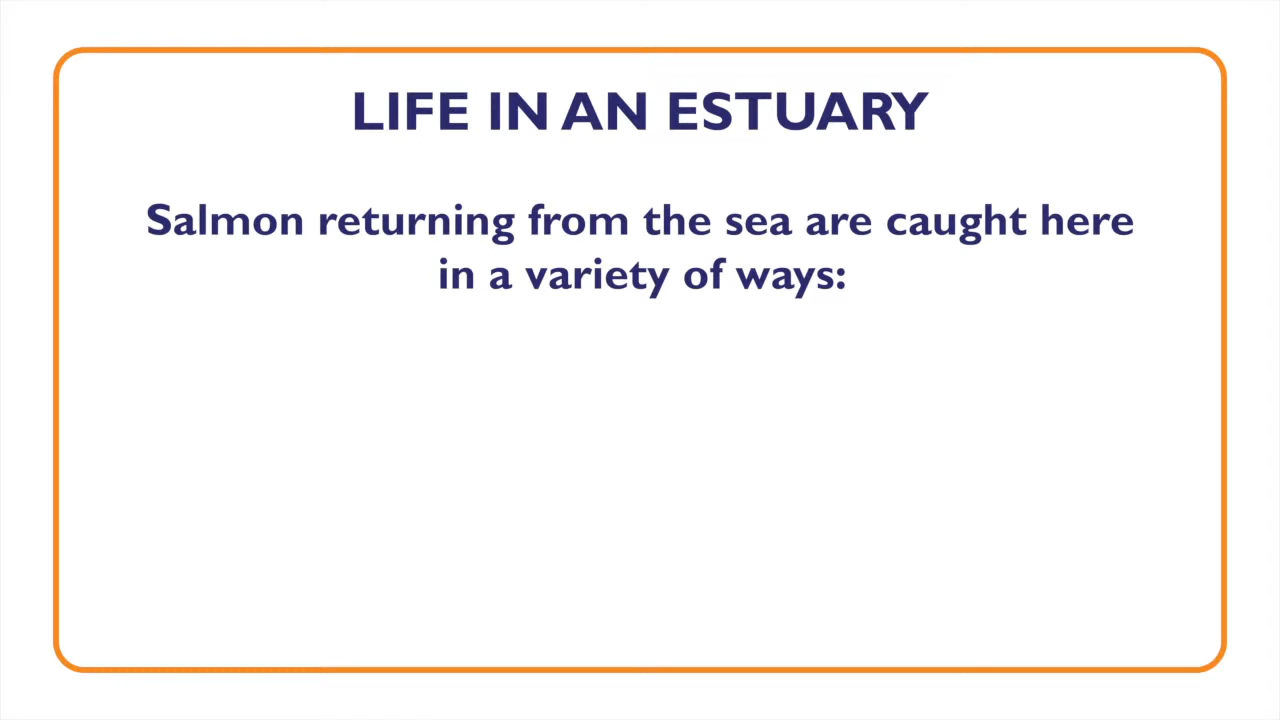 LIFE IN AN ESTUARY
Salmon returning from the sea are caught here
in a variety of ways: